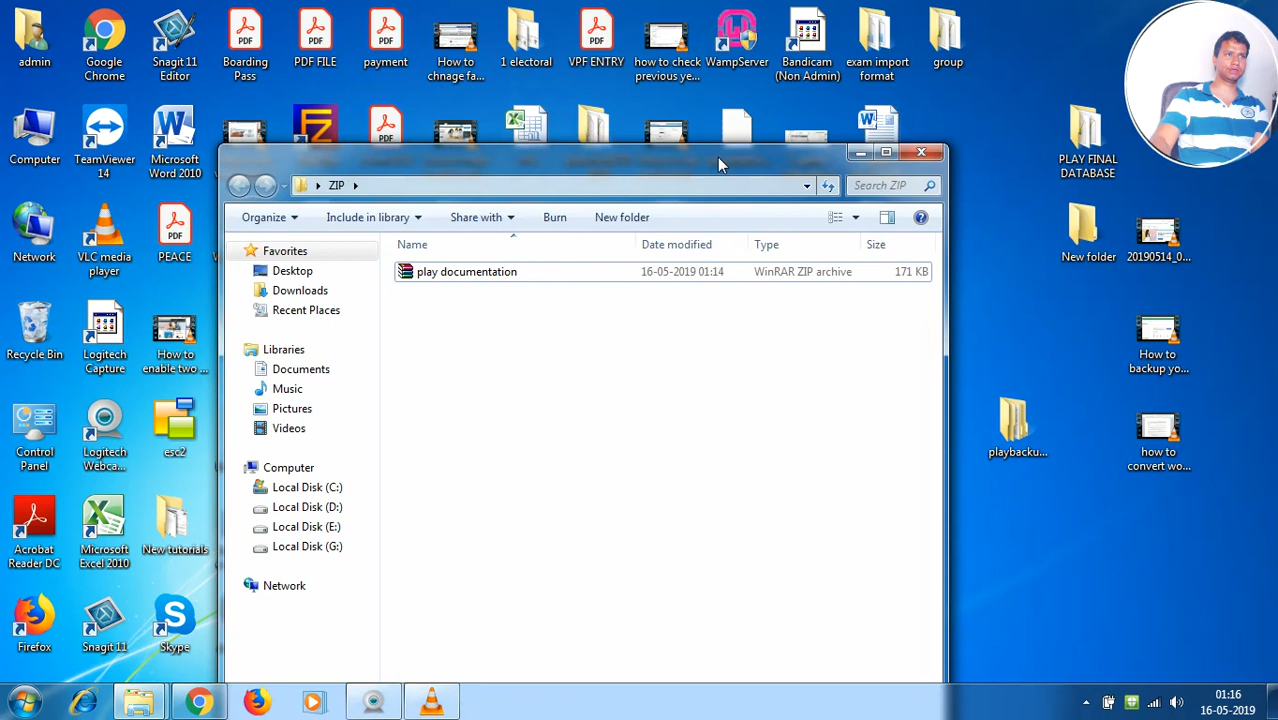 admin
Google
Chrome
Snagit 11
Editor
Boarding
Pass
PDF FILE
payment
How to
chnage fa...
1 electoral
VPF ENTRY
how to check
previous ye...
WampServer
Bandicam
(Non Admin)
exam import
format
group
Computer
TeamViewer
14
Microsoft
Word 2010
PLAY FINAL
DATABASE
ZIP
Search ZIP
Organize
Include in library
Share with
Burn
New folder
Name
Date modified
Type
Size
play documentation
16-05-2019 01:14
WinRAR ZIP archive
171 KB
Favorites
Desktop
Downloads
Recent Places
Libraries
Documents
Music
Pictures
Videos
Computer
Local Disk (C:)
Local Disk (D:)
Local Disk (E:)
Local Disk (G:)
Network
Network
VLC media
player
PEACE
New folder
20190514_0...
Recycle Bin
Logitech
Capture
How to
enable two ...
How to
backup yo...
Control
Panel
Logitech
Webca...
esc2
playbacku...
how to
convert wo...
Acrobat
Reader DC
Microsoft
Excel 2010
New tutorials
Firefox
Snagit 11
Skype
01:16
16-05-2019